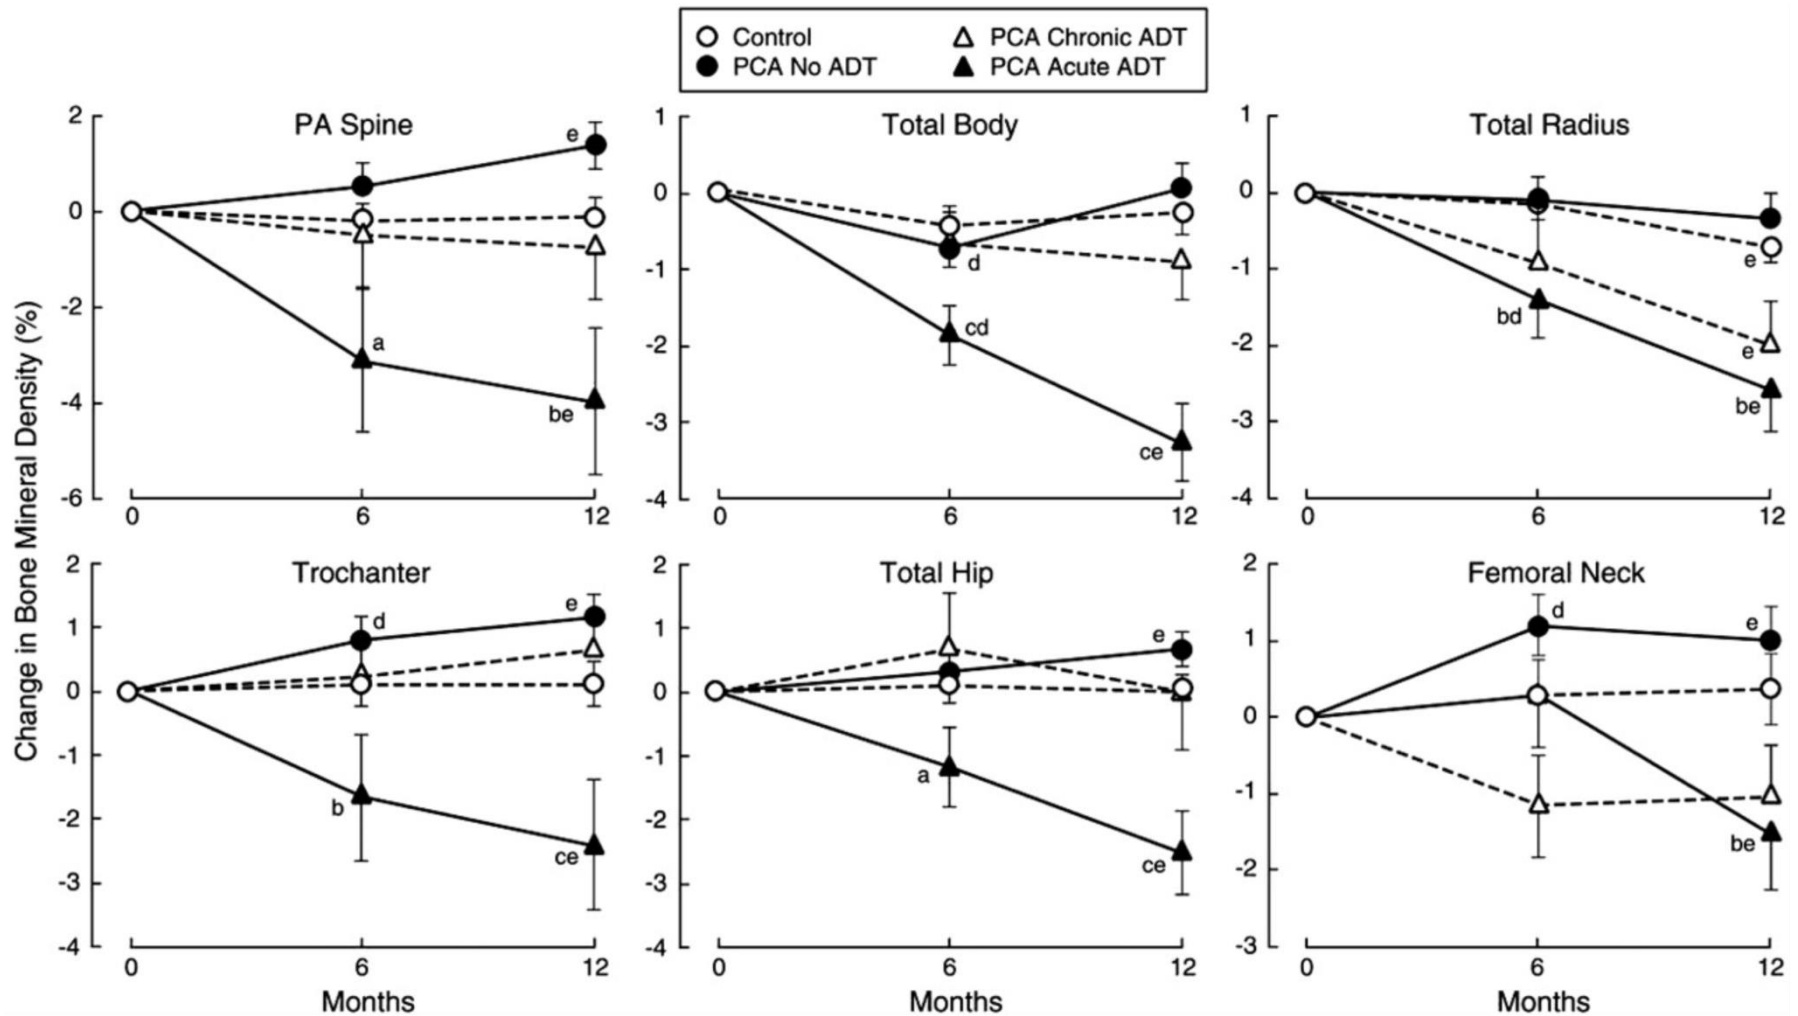 Control
PCA No ADT
PCA Chronic ADT
PCA Acute ADT
Change in Bone Mineral Density (%)
PA Spine
2
0
-2
-4
-6
0 6 12
a
e
be
Total Body
1
0
-1
-2
-3
-4
0 6 12
d
cd
ce
Total Radius
1
0
-1
-2
-3
-4
0 6 12
bd
e
e
be
Trochanter
2
1
0
-1
-2
-3
-4
0 6 12
Months
d
e
b
ce
Total Hip
2
1
0
-1
-2
-3
-4
0 6 12
Months
e
a
ce
Femoral Neck
2
1
0
-1
-2
-3
0 6 12
Months
d
e
be